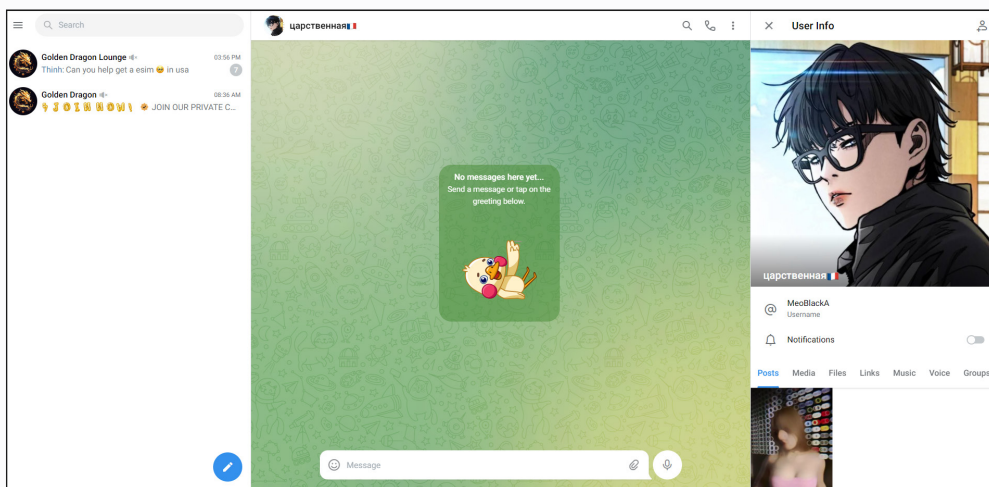 Search
Golden Dragon Lounge
03:56 PM
Thinh: Can you help get a esim 🥹 in usa
?
Golden Dragon
08:36 AM
JOIN OUR PRIVATE C...
царственная🇫🇷
No messages here yet...
Send a message or tap on the
greeting below.
Message
User Info
царственная🇫🇷
MeoBlackA
Username
Notifications
Posts Media Files Links Music Voice Groups